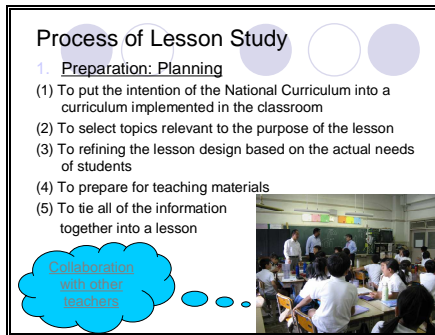 Process of Lesson Study
1. Preparation: Planning
(1) To put the intention of the National Curriculum into a
curriculum implemented in the classroom
(2) To select topics relevant to the purpose of the lesson
(3) To refining the lesson design based on the actual needs
of students
(4) To prepare for teaching materials
(5) To tie all of the information
together into a lesson
Collaboration
with other
teachers